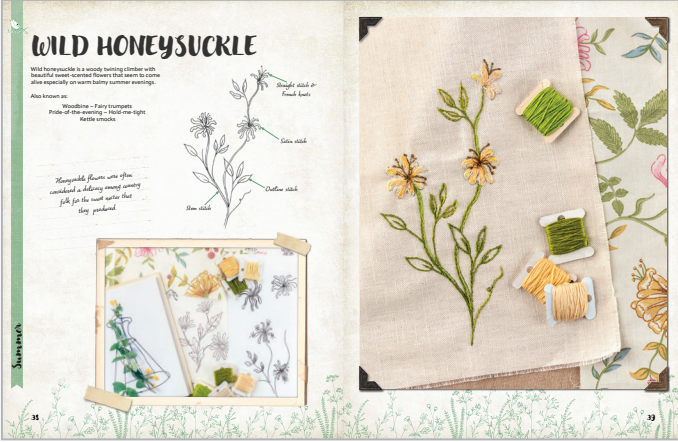 WILD HONEYSUCKLE
Wild honeysuckle is a woody twining climber with
beautiful sweet-scented flowers that seem to come
alive especially on warm balmy summer evenings.
Also known as:
Woodbine – Fairy trumpets
Pride-of-the-evening – Hold-me-tight
Kettle smocks
Straight stitch &
French knots
Satin stitch
Outline stitch
Stem stitch
Honeysuckle flowers were often
considered a delicacy among country
folk for the sweet nectar that
they produced.
Summer
38
39